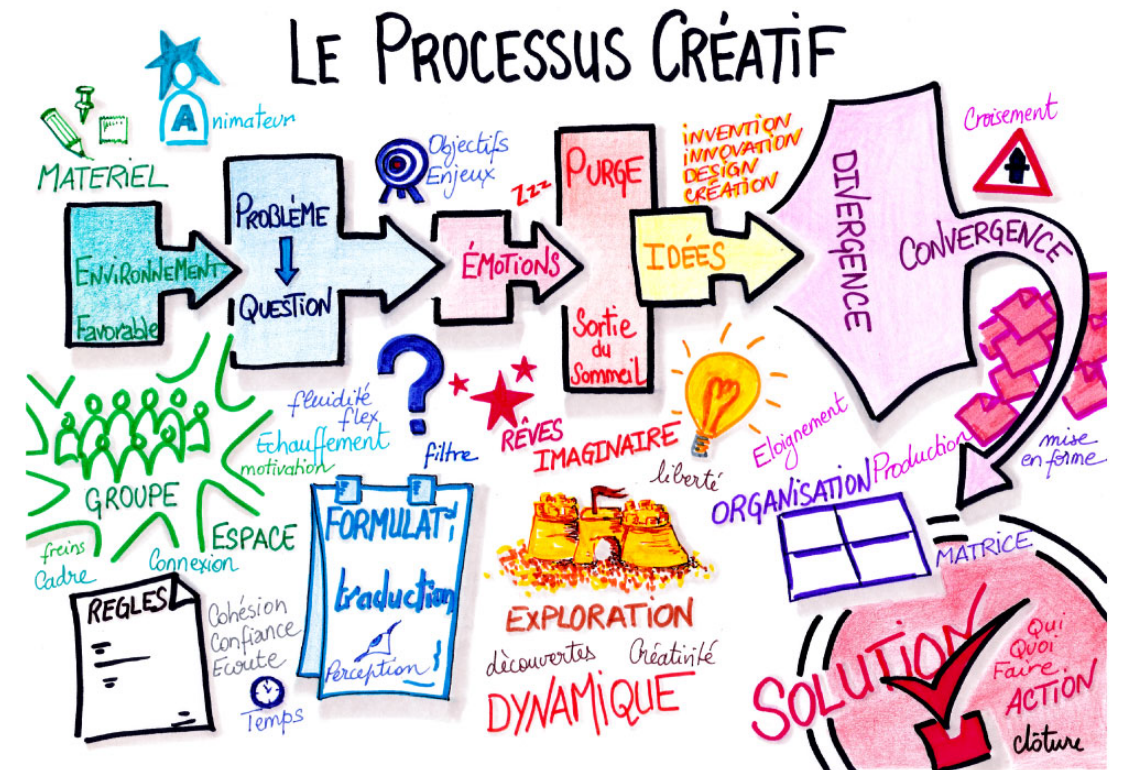 LE PROCESSUS CRÉATIF
Animateur
MATERIEL
ENVIRONNEMENT
Favorable
PROBLÈME
QUESTION
Objectifs
Enjeux
ÉMOTIONS
Zzz
PURGE
Sortie
du
Sommeil
IDÉES
INVENTION
INNOVATION
DESIGN
CRÉATION
DIVERGENCE
CONVERGENCE
Croisement
GROUPE
ESPACE
freins
Cadre
Connexion
fluidité
flex
Echauffement
motivation
filtre
RÊVES
IMAGINAIRE
liberté
Eloignement
Production
mise
en forme
ORGANISATION
MATRICE
REGLES
Cohésion
Confiance
Ecoute
Temps
FORMULAT°
traduction
Perception
EXPLORATION
dècouvertes
Créativité
DYNAMIQUE
SOLUTION
Qui
Quoi
Faire
ACTION
clôture